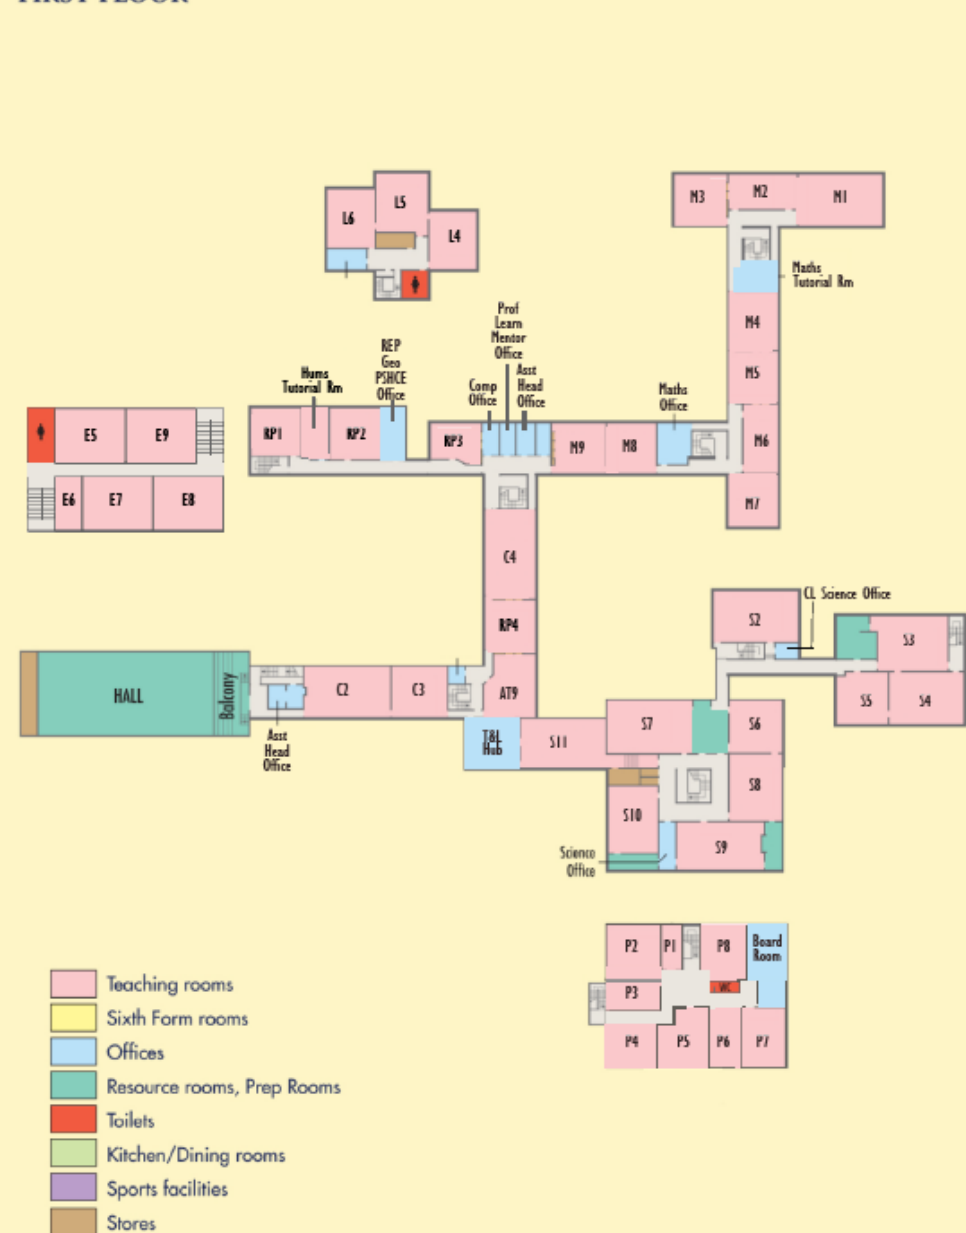 FIRST FLOOR
L5
L6
L4
M3
M2
M1
Maths
Tutorial Rm
M4
M5
M6
M7
Prof
Learn
Mentor
Office
REP
Geo
PSHCE
Office
Hums
Tutorial Rm
Comp
Office
Asst
Head
Office
Maths
Office
RP1
RP2
RP3
M9
M8
E5
E9
E6
E7
E8
C4
RP4
AT9
CL Science Office
S2
S3
S5
S4
HALL
Balcony
C2
C3
Asst
Head
Office
T&L
Hub
S11
S7
S6
S8
S10
S9
Science
Office
P2
P1
P8
Board
Room
WC
P3
P4
P5
P6
P7
Teaching rooms
Sixth Form rooms
Offices
Resource rooms, Prep Rooms
Toilets
Kitchen/Dining rooms
Sports facilities
Stores